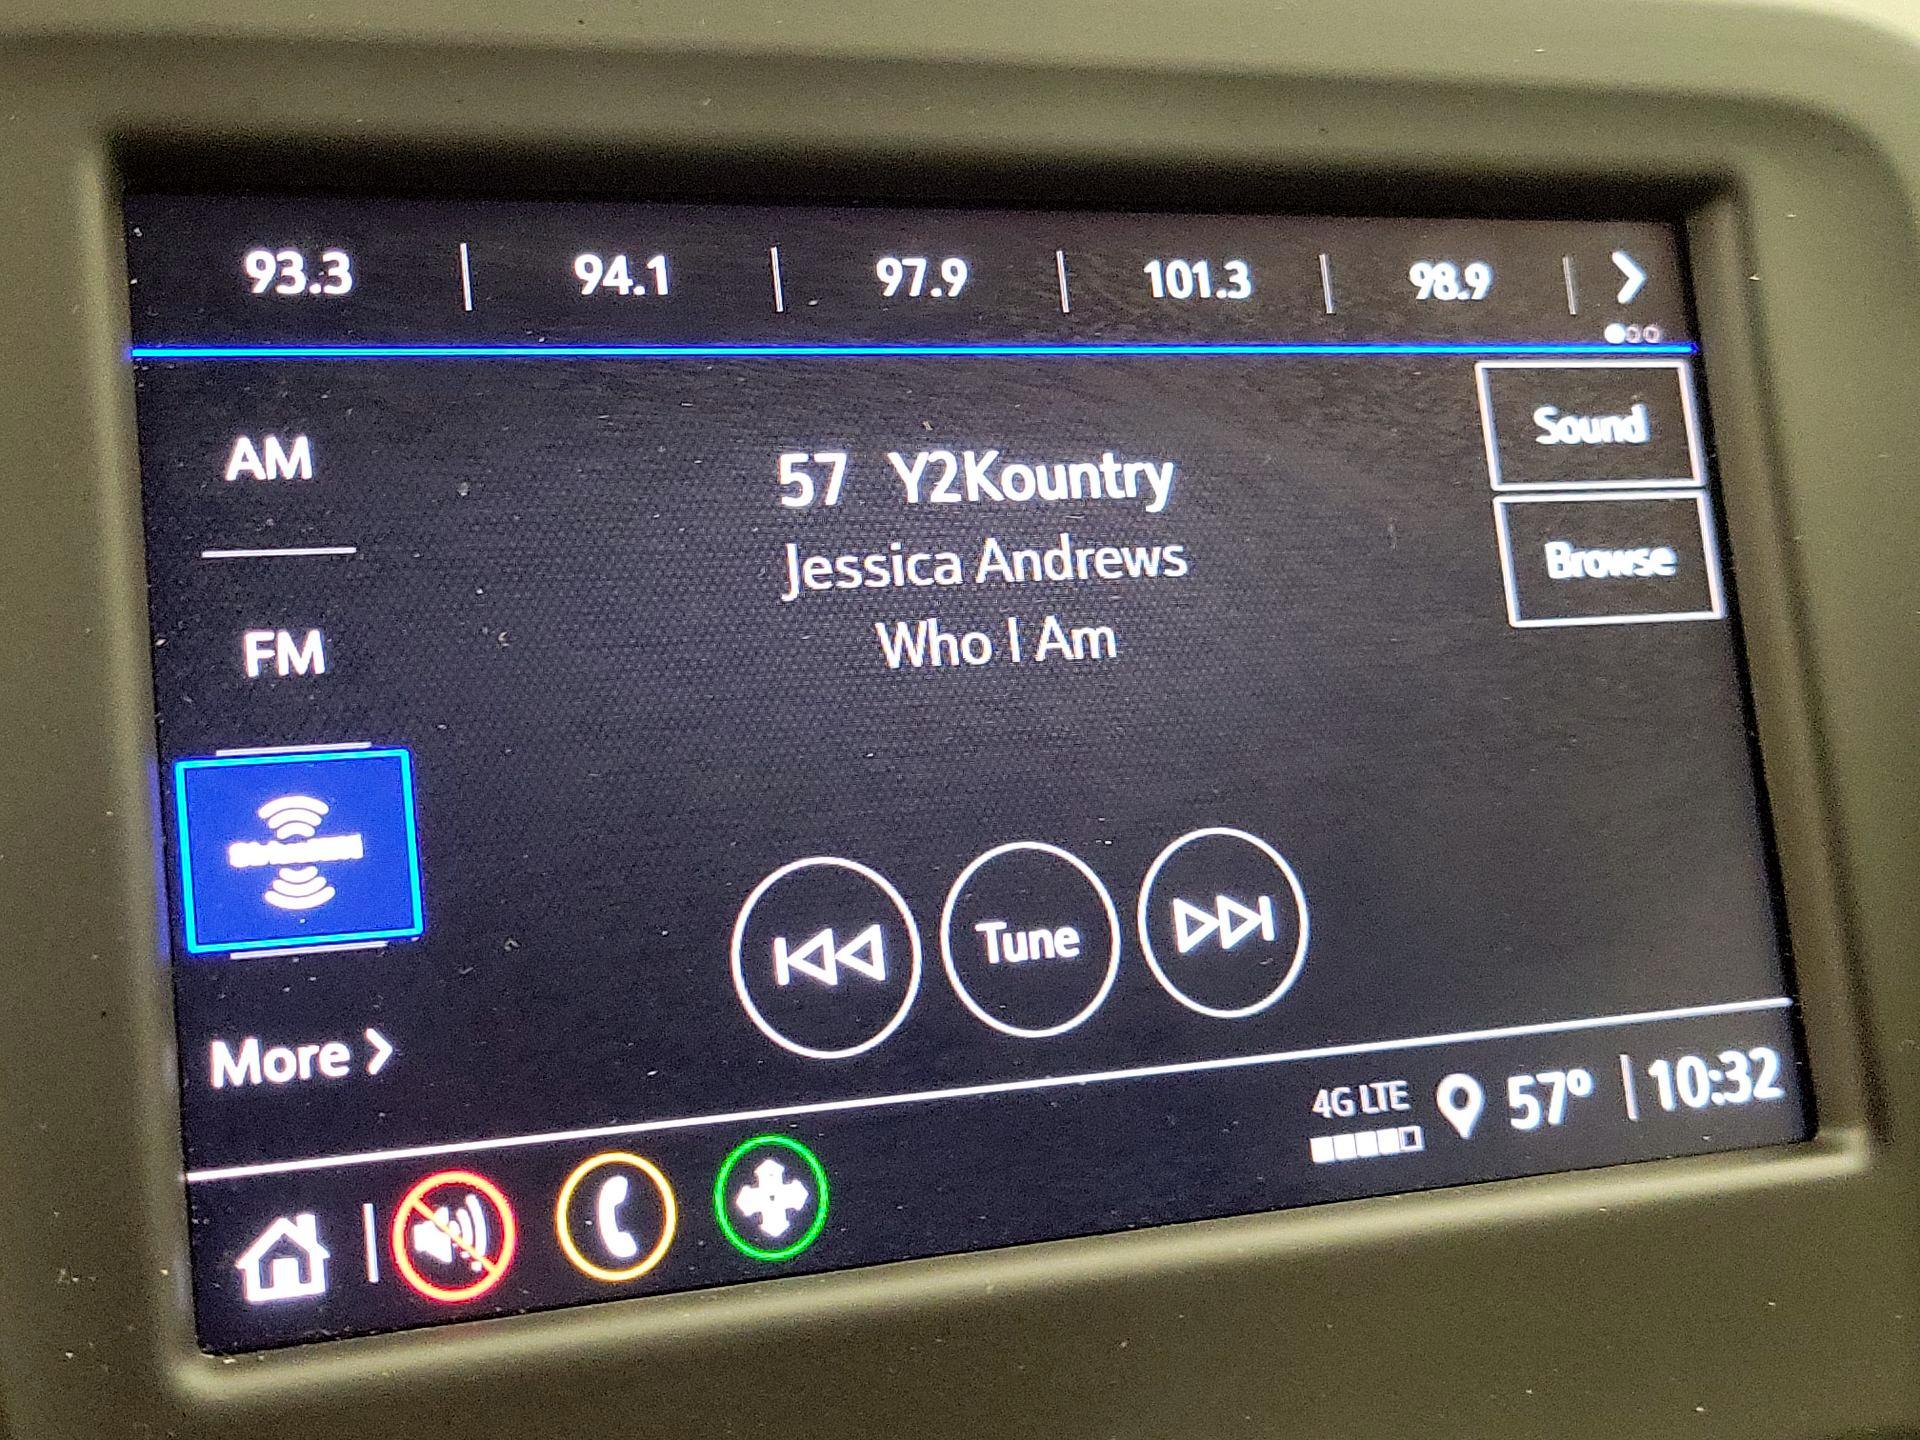 93.3 | 94.1 | 97.9 | 101.3 | 98.9 |
Sound
AM
57 Y2Kountry
Browse
Jessica Andrews
Who I Am
FM
Tune
More
4G LTE 57° | 10:32